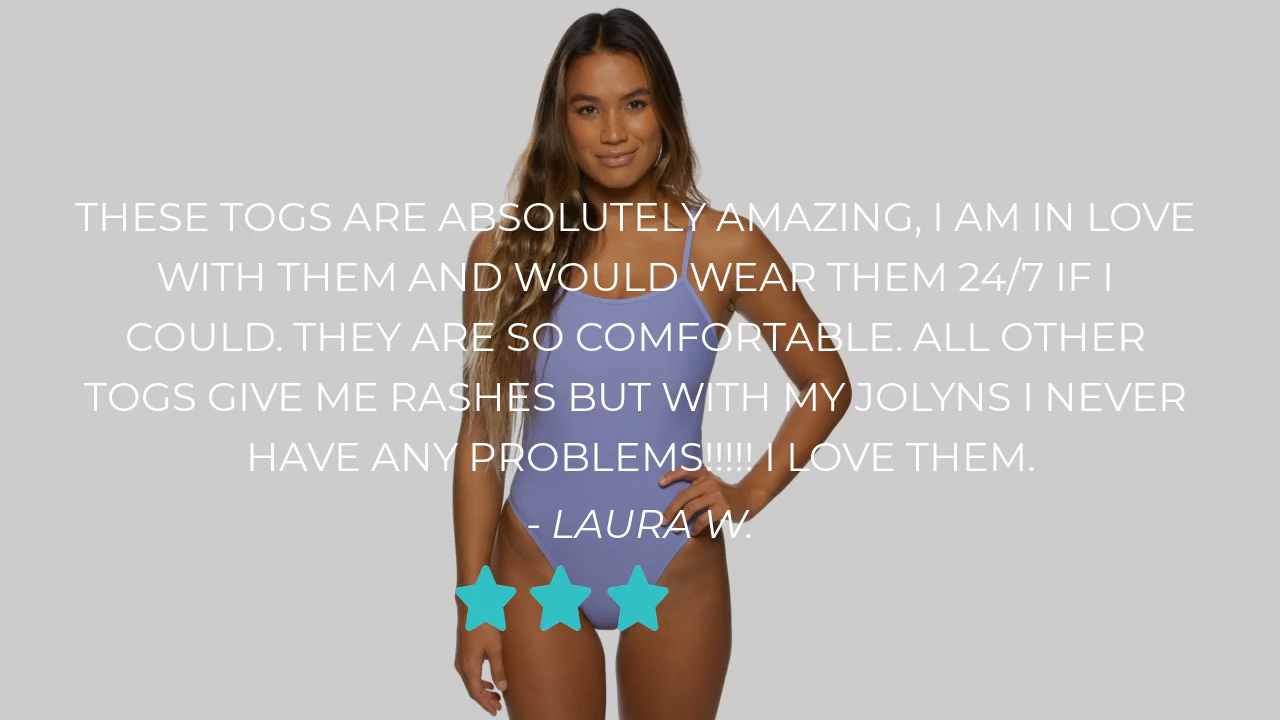 THESE TOGS ARE ABSOLUTELY AMAZING, I AM IN LOVE
WITH THEM AND WOULD WEAR THEM 24/7 IF I
COULD. THEY ARE SO COMFORTABLE. ALL OTHER
TOGS GIVE ME RASHES BUT WITH MY JOLYNS I NEVER
HAVE ANY PROBLEMS!!!!! I LOVE THEM.
- LAURA W.